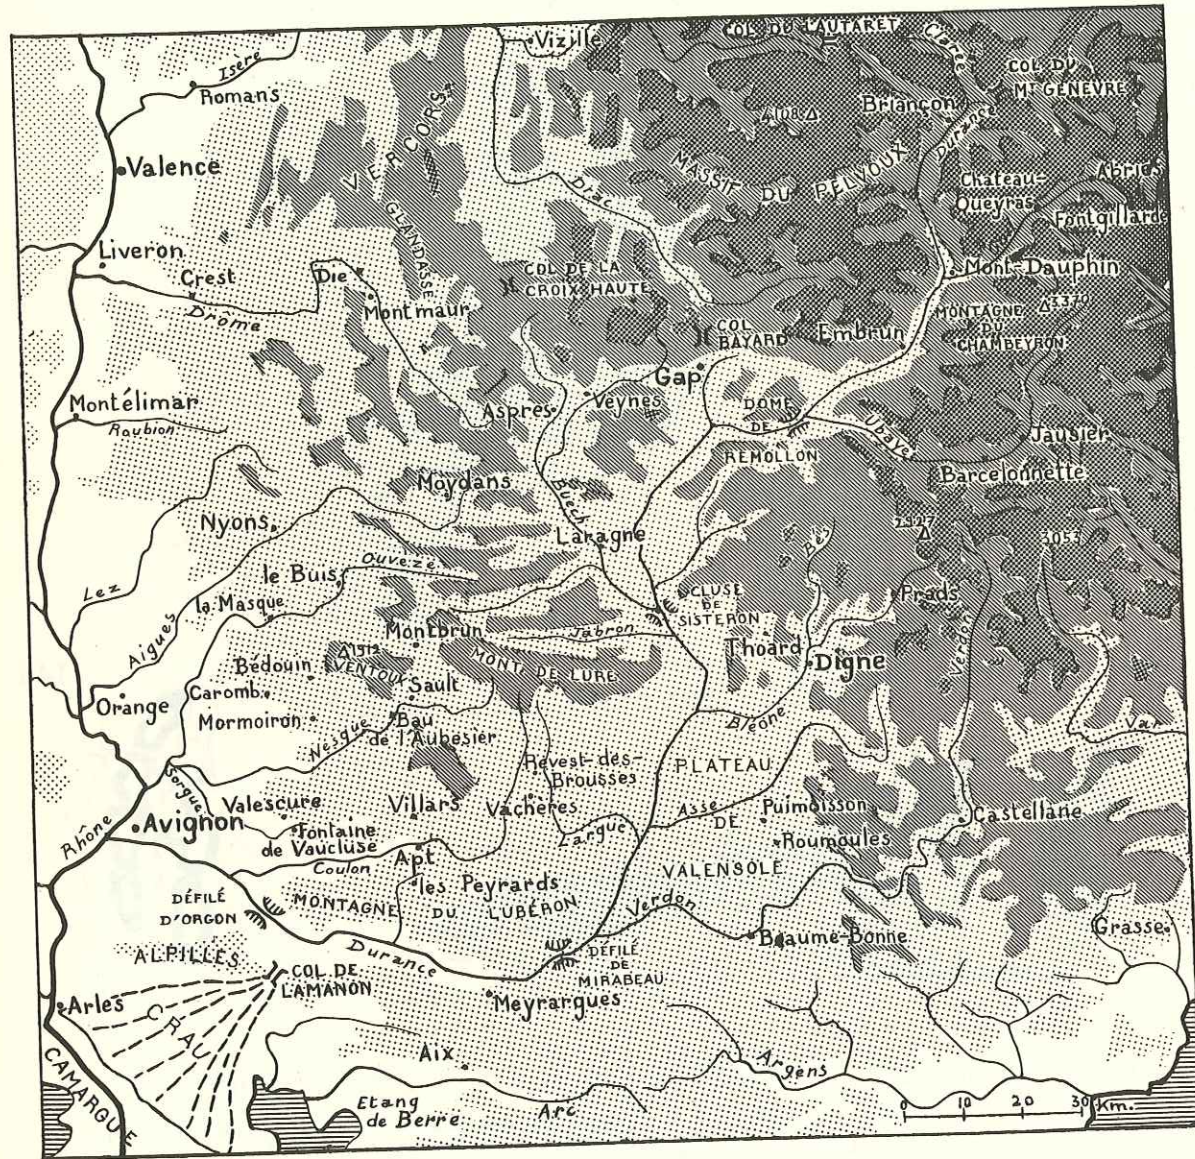 Vizille
COL DU LAUTARET
Clarée
COL DU
MT GENÈVRE
Isère
Romans
Briançon
Durance
4108
Valence
VERCORS
MASSIF DU PELVOUX
Chateau-
Queyras
Abriès
Fontgillarde
Drac
GLANDASE
Liveron
Crest
Die
COL DE LA
CROIX HAUTE
Mont-Dauphin
Drôme
Montmaur
COL
BAYARD
Embrun
MONTAGNE
DU
CHAMBEYRON
3370
Gap
Montélimar
Roubion
Aspres
Veynes
DÔME
DE
REMOLLON
Ubaye
Jausier
Barcelonnette
Moydans
Buëch
Nyons
Laragne
Bès
2327
3053
Ouvèze
le Buis
Lez
la Masque
CLUSE
DE
SISTERON
Prads
Aigues
Montbrun
Jabron
Thoard
Digne
Verdon
Bédouin
1912
VENTOUX
MONT. DE LURE
Orange
Caromb
Sault
Mormoiron
Nesque
Bau
de l'Aubesier
Bléone
Var
Sorgue
Revest-des-
Brousses
PLATEAU
Valescure
Villars
Vachères
Asse
DE
Puimoisson
Castellane
Rhône
Avignon
Fontaine
de Vaucluse
Largue
Roumoules
Coulon
Apt
VALENSOLE
les Peyrards
DÉFILÉ
D'ORGON
MONTAGNE
DU LUBÉRON
Verdon
Beaume-Bonne
Grasse
ALPILLES
Durance
DÉFILÉ
DE
MIRABEAU
COL DE
LAMANON
Arles
Meyrargues
CRAU
Aix
Argens
CAMARGUE
Etang
de Berre
Arc
0 10 20 30 Km.